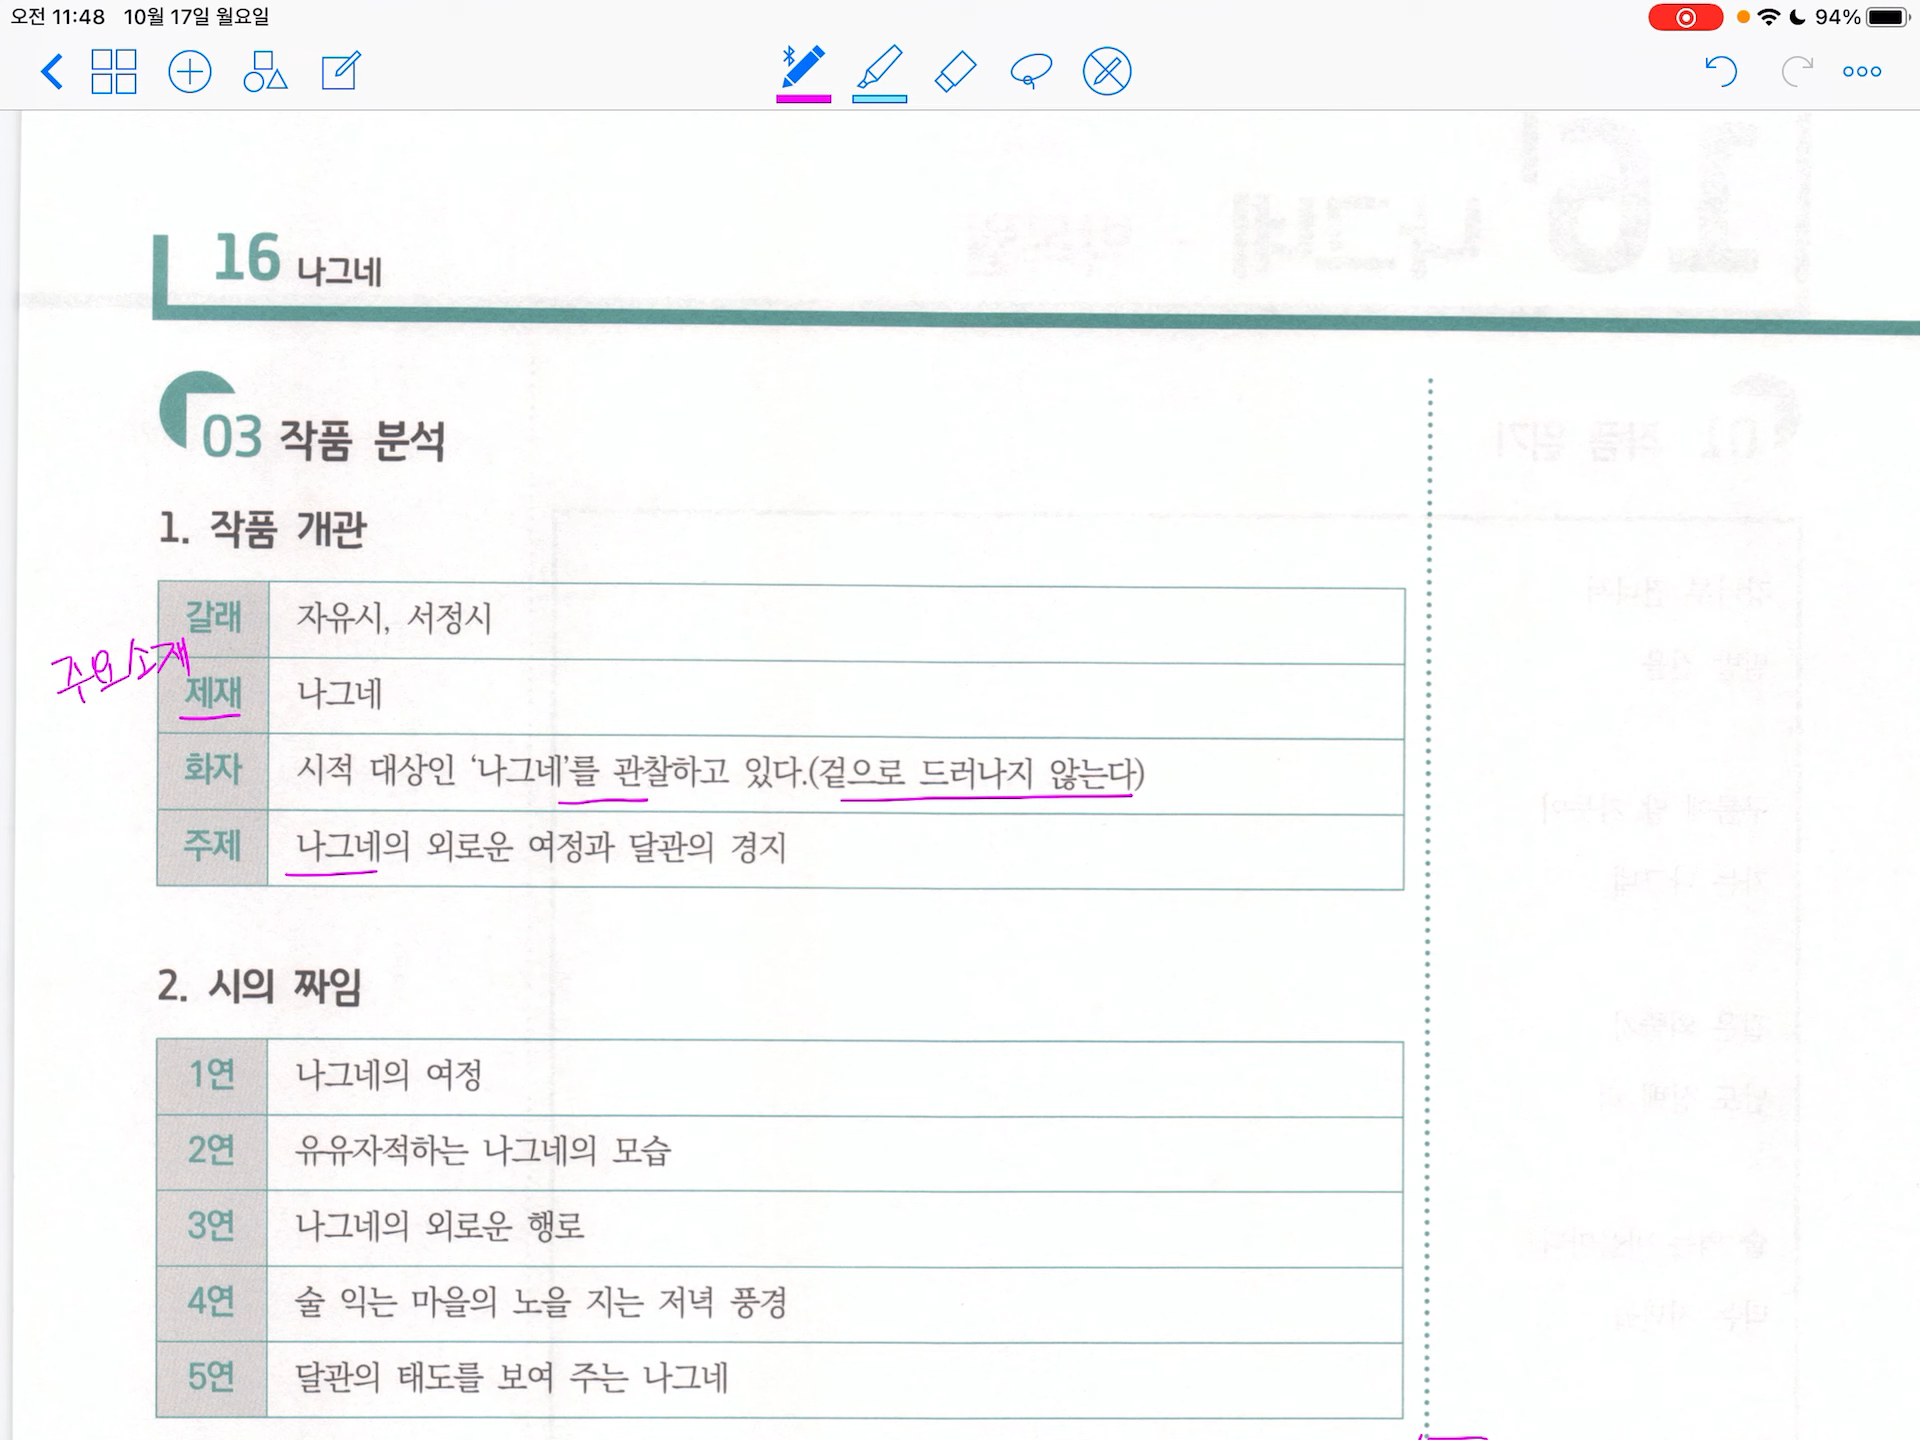 오전 11:48 10월 17일 월요일
94%
16 나그네
03 작품 분석
1. 작품 개관
갈래 자유시, 서정시
주요소재
제재 나그네
화자 시적 대상인 ‘나그네’를 관찰하고 있다.(겉으로 드러나지 않는다)
주제 나그네의 외로운 여정과 달관의 경지
2. 시의 짜임
1연 나그네의 여정
2연 유유자적하는 나그네의 모습
3연 나그네의 외로운 행로
4연 술 익는 마을의 노을 지는 저녁 풍경
5연 달관의 태도를 보여 주는 나그네